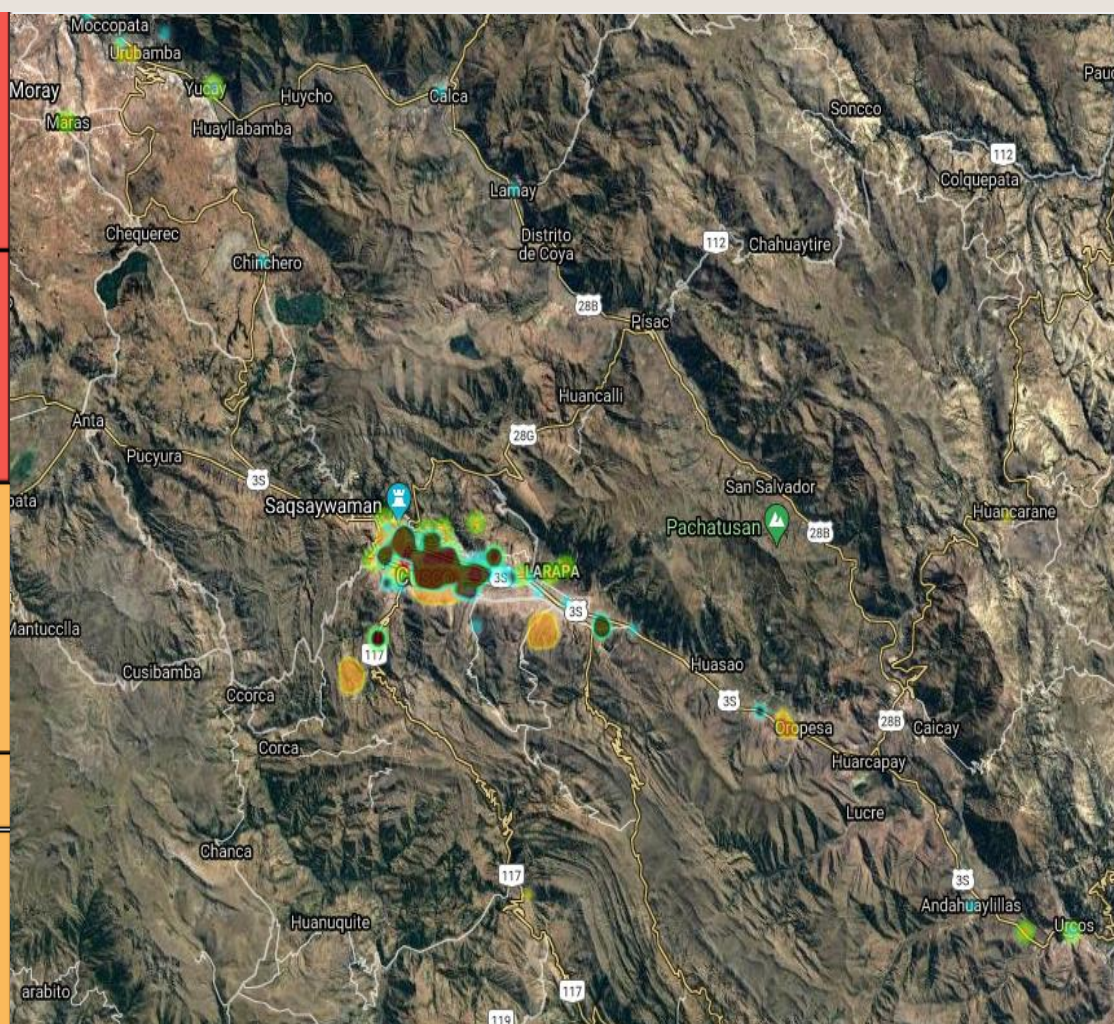 Moccopata
Urubamba
Moray
Yucay
Huycho
Calca
Maras
Huayllabamba
Soncco
112
Colquepata
Lamay
Chequerec
Distrito
de Coya
112
Chahuaytire
Chinchero
28B
Písac
Huancalli
Anta
28G
Pucyura
3S
Saqsaywaman
San Salvador
Pachatusan
28B
Huancarane
LARAPA
3S
3S
117
Huasao
Cusibamba
Ccorca
3S
Oropesa
28B
Caicay
Corca
Huarcapay
Lucre
Chanca
117
3S
Andahuaylillas
Urcos
Huanuquite
arabito
117
119